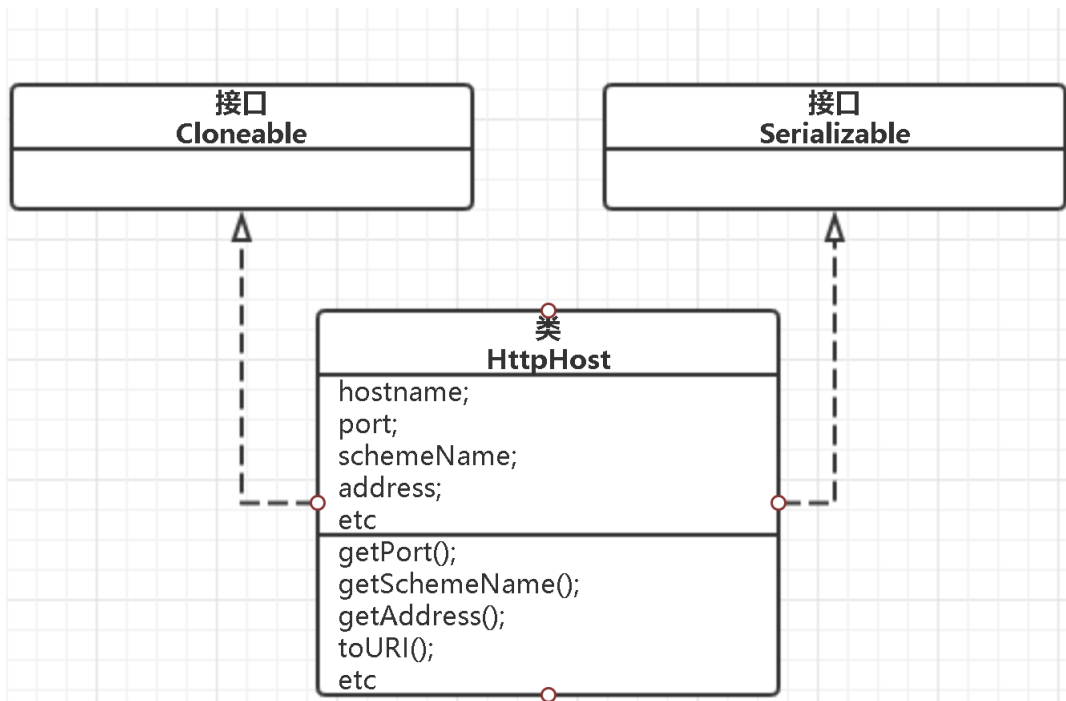 接口
Cloneable
接口
Serializable
类
HttpHost
hostname;
port;
schemeName;
address;
etc
getPort();
getSchemeName();
getAddress();
toURI();
etc